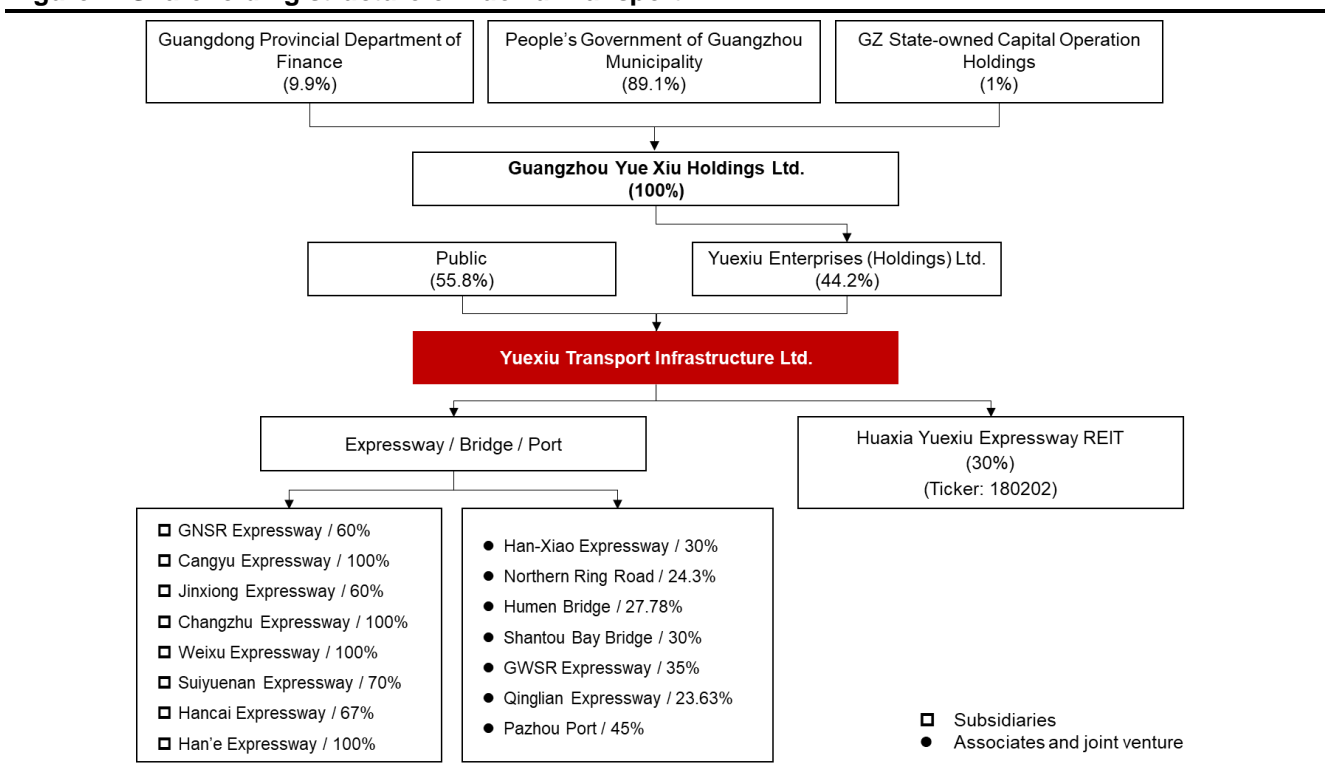 Guangdong Provincial Department of
Finance
(9.9%)
People's Government of Guangzhou
Municipality
(89.1%)
GZ State-owned Capital Operation
Holdings
(1%)
Guangzhou Yue Xiu Holdings Ltd.
(100%)
Public
(55.8%)
Yuexiu Enterprises (Holdings) Ltd.
(44.2%)
Yuexiu Transport Infrastructure Ltd.
Expressway / Bridge / Port
Huaxia Yuexiu Expressway REIT
(30%)
(Ticker: 180202)
GNSR Expressway / 60%
Cangyu Expressway / 100%
Jinxiong Expressway / 60%
Changzhu Expressway / 100%
Weixu Expressway / 100%
Suiyuenan Expressway / 70%
Hancai Expressway / 67%
Han'e Expressway / 100%
Han-Xiao Expressway / 30%
Northern Ring Road / 24.3%
Humen Bridge / 27.78%
Shantou Bay Bridge / 30%
GWSR Expressway / 35%
Qinglian Expressway / 23.63%
Pazhou Port / 45%
Subsidiaries
Associates and joint venture